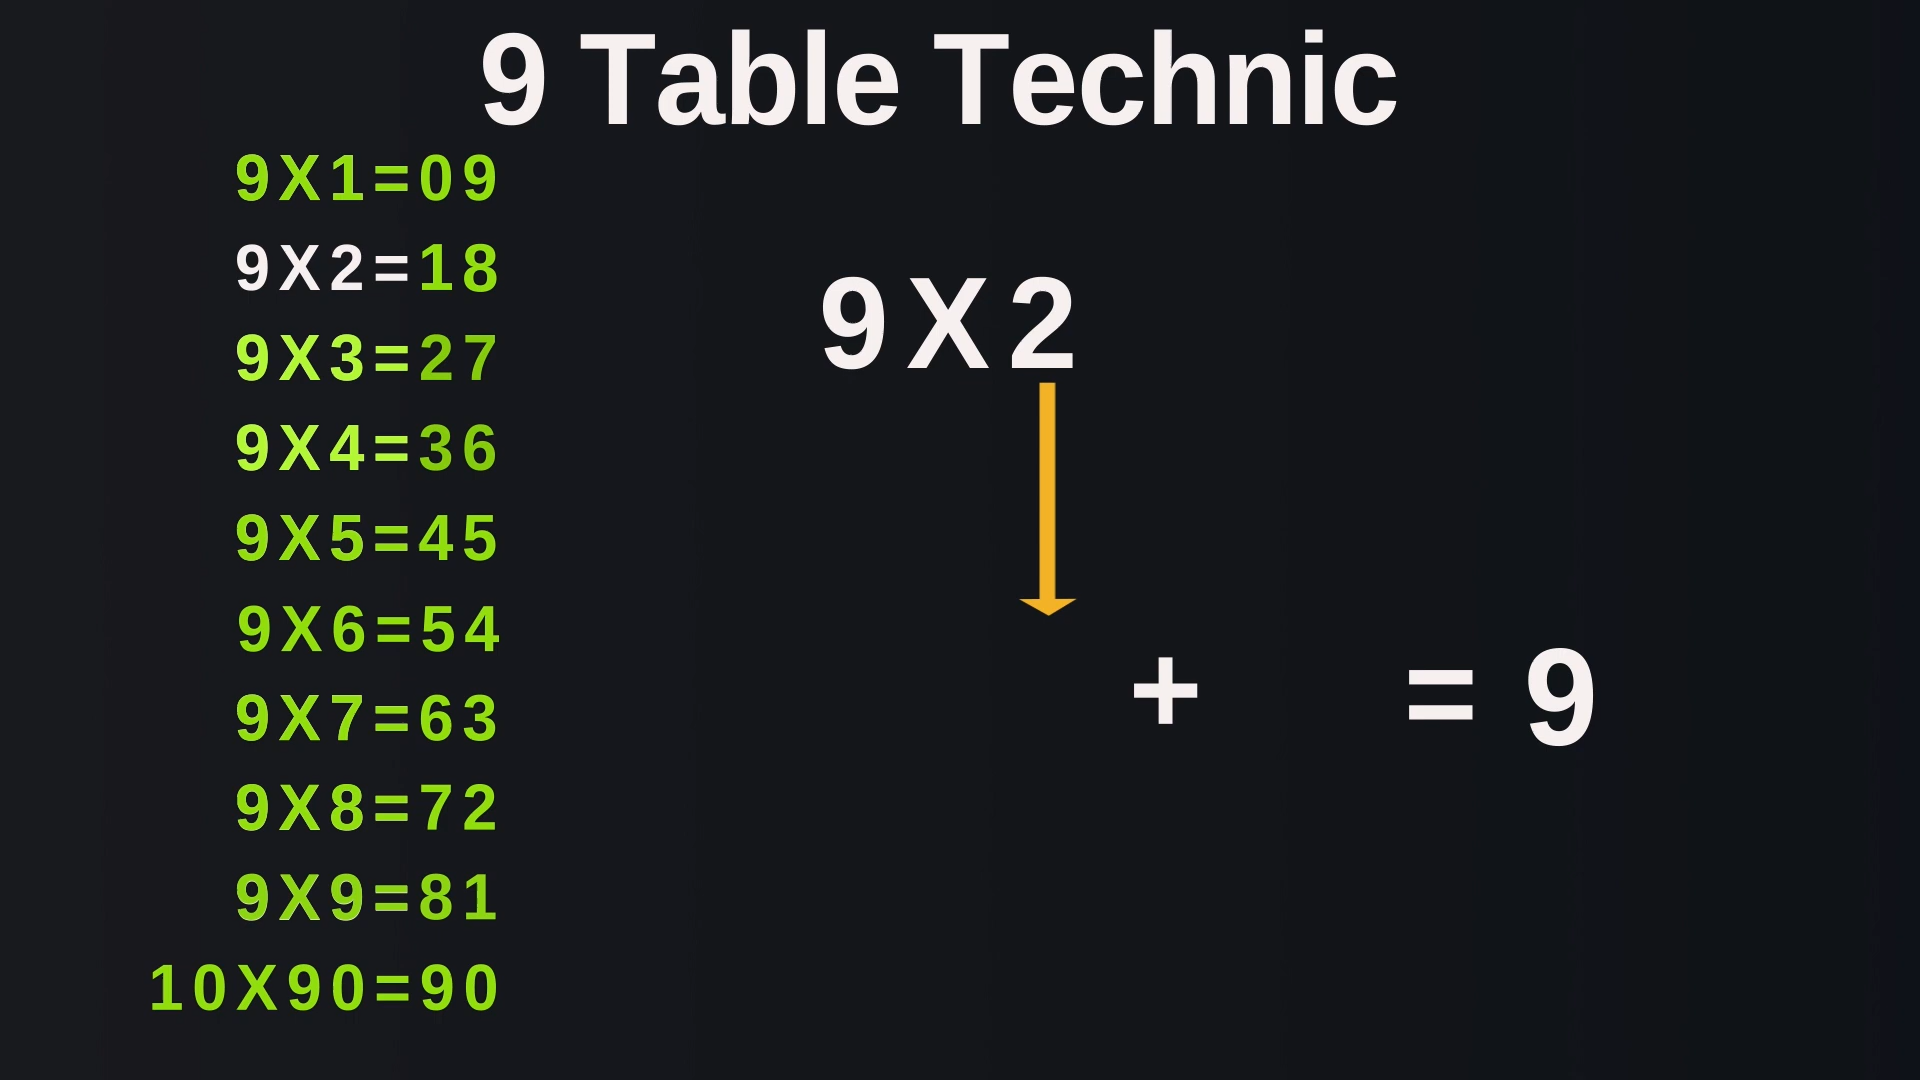 9 Table Technic
9X1=09
9X2=18
9X3=27
9X4=36
9X5=45
9X6=54
9X7=63
9X8=72
9X9=81
10X90=90
9X2
+ = 9